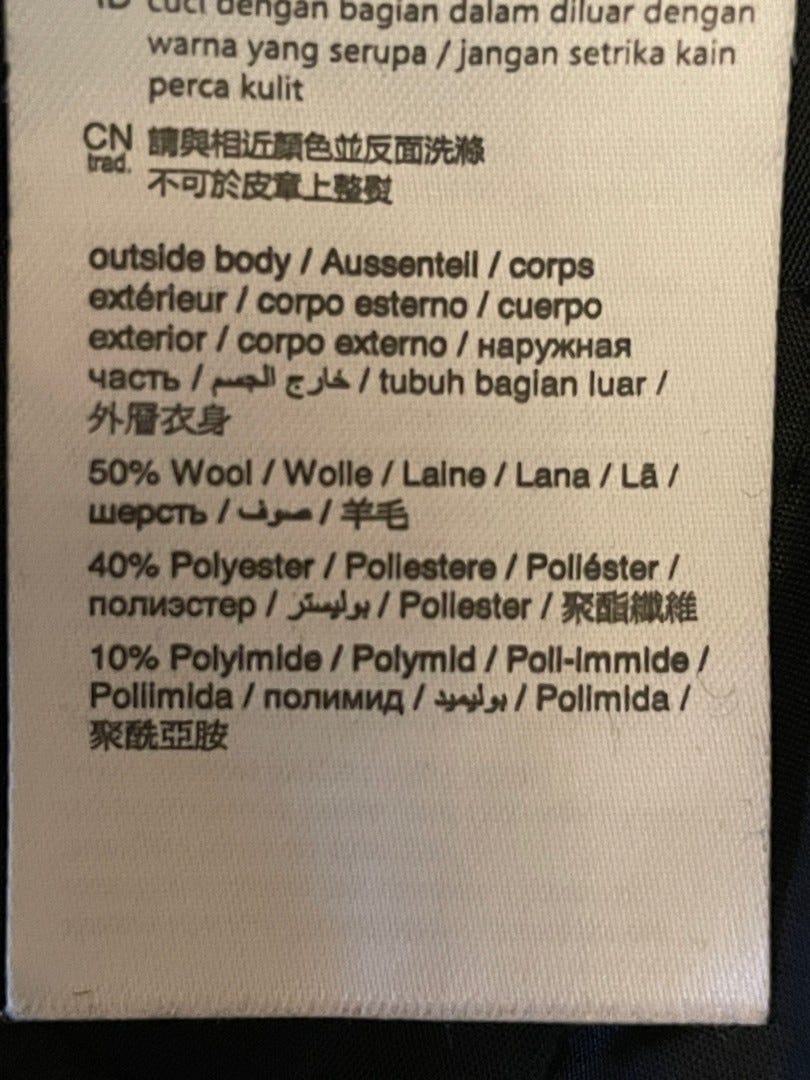 ID cuci dengan bagian dalam diluar dengan
warna yang serupa / jangan setrika kain
perca kulit
CN trad. 請與相近顏色並反面洗滌
不可於皮章上整熨
outside body / Aussenteil / corps
extérieur / corpo esterno / cuerpo
exterior / corpo externo / наружная
часть / خارج الجسم / tubuh bagian luar /
外層衣身
50% Wool / Wolle / Laine / Lana / Lã /
шерсть / صوف / 羊毛
40% Polyester / Poliestere / Poliéster /
полиэстер / بوليستر / Poliester / 聚酯纖維
10% Polyimide / Polymid / Poli-immide /
Poliimida / полимид / بوليميد / Polimida /
聚酰亞胺